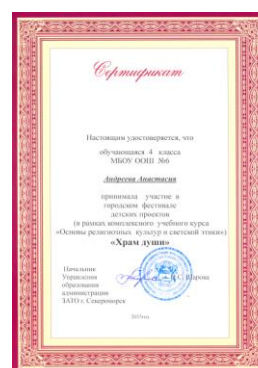 Сертификат
Настоящим удостоверяется, что
обучающаяся 4 класса
МБОУ ООШ №6
Андреева Анастасия
принимала участие в
городском фестивале
детских проектов
(в рамках комплексного учебного курса
«Основы религиозных культур и светской этики»)
«Храм души»
Начальник
Управления
образования
администрации
ЗАТО г. Североморск
Шарова